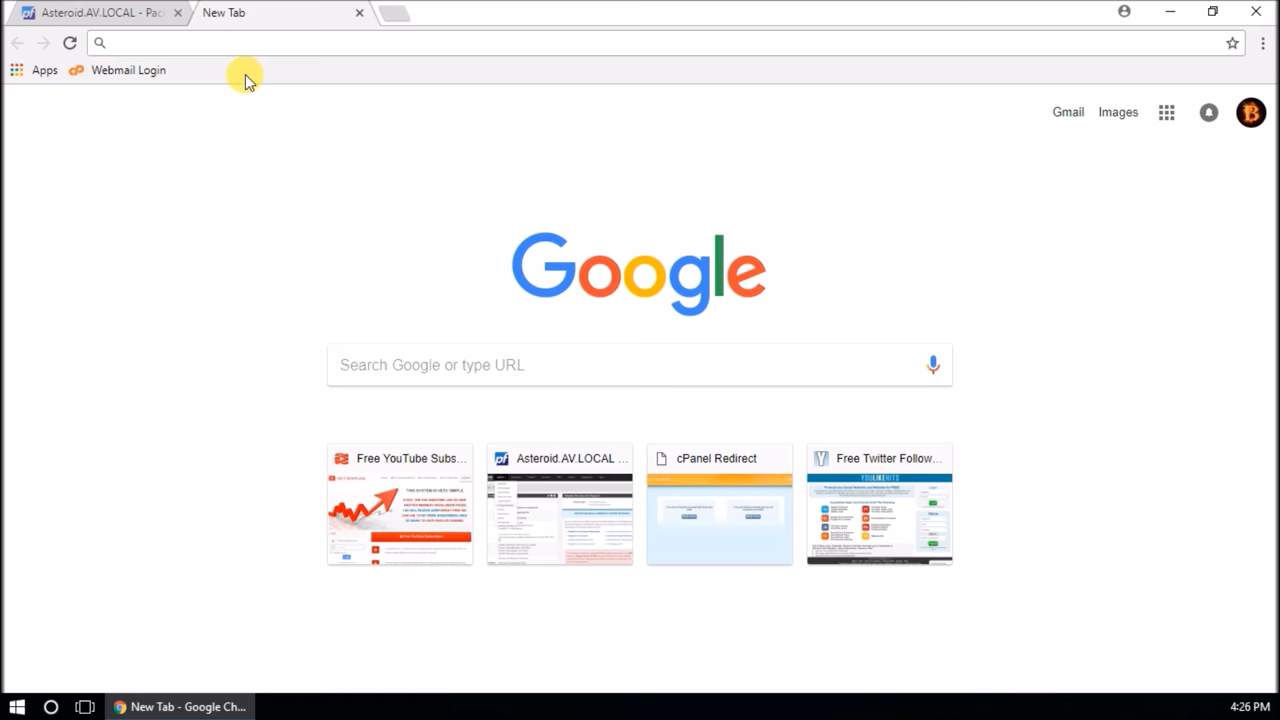 Asteroid.AV.LOCAL - Pac
New Tab
Apps
Webmail Login
Gmail
Images
Google
Search Google or type URL
Free YouTube Subs...
Asteroid.AV.LOCAL ...
cPanel Redirect
Free Twitter Follow...
YOULIKEHITS
New Tab - Google Ch...
4:26 PM